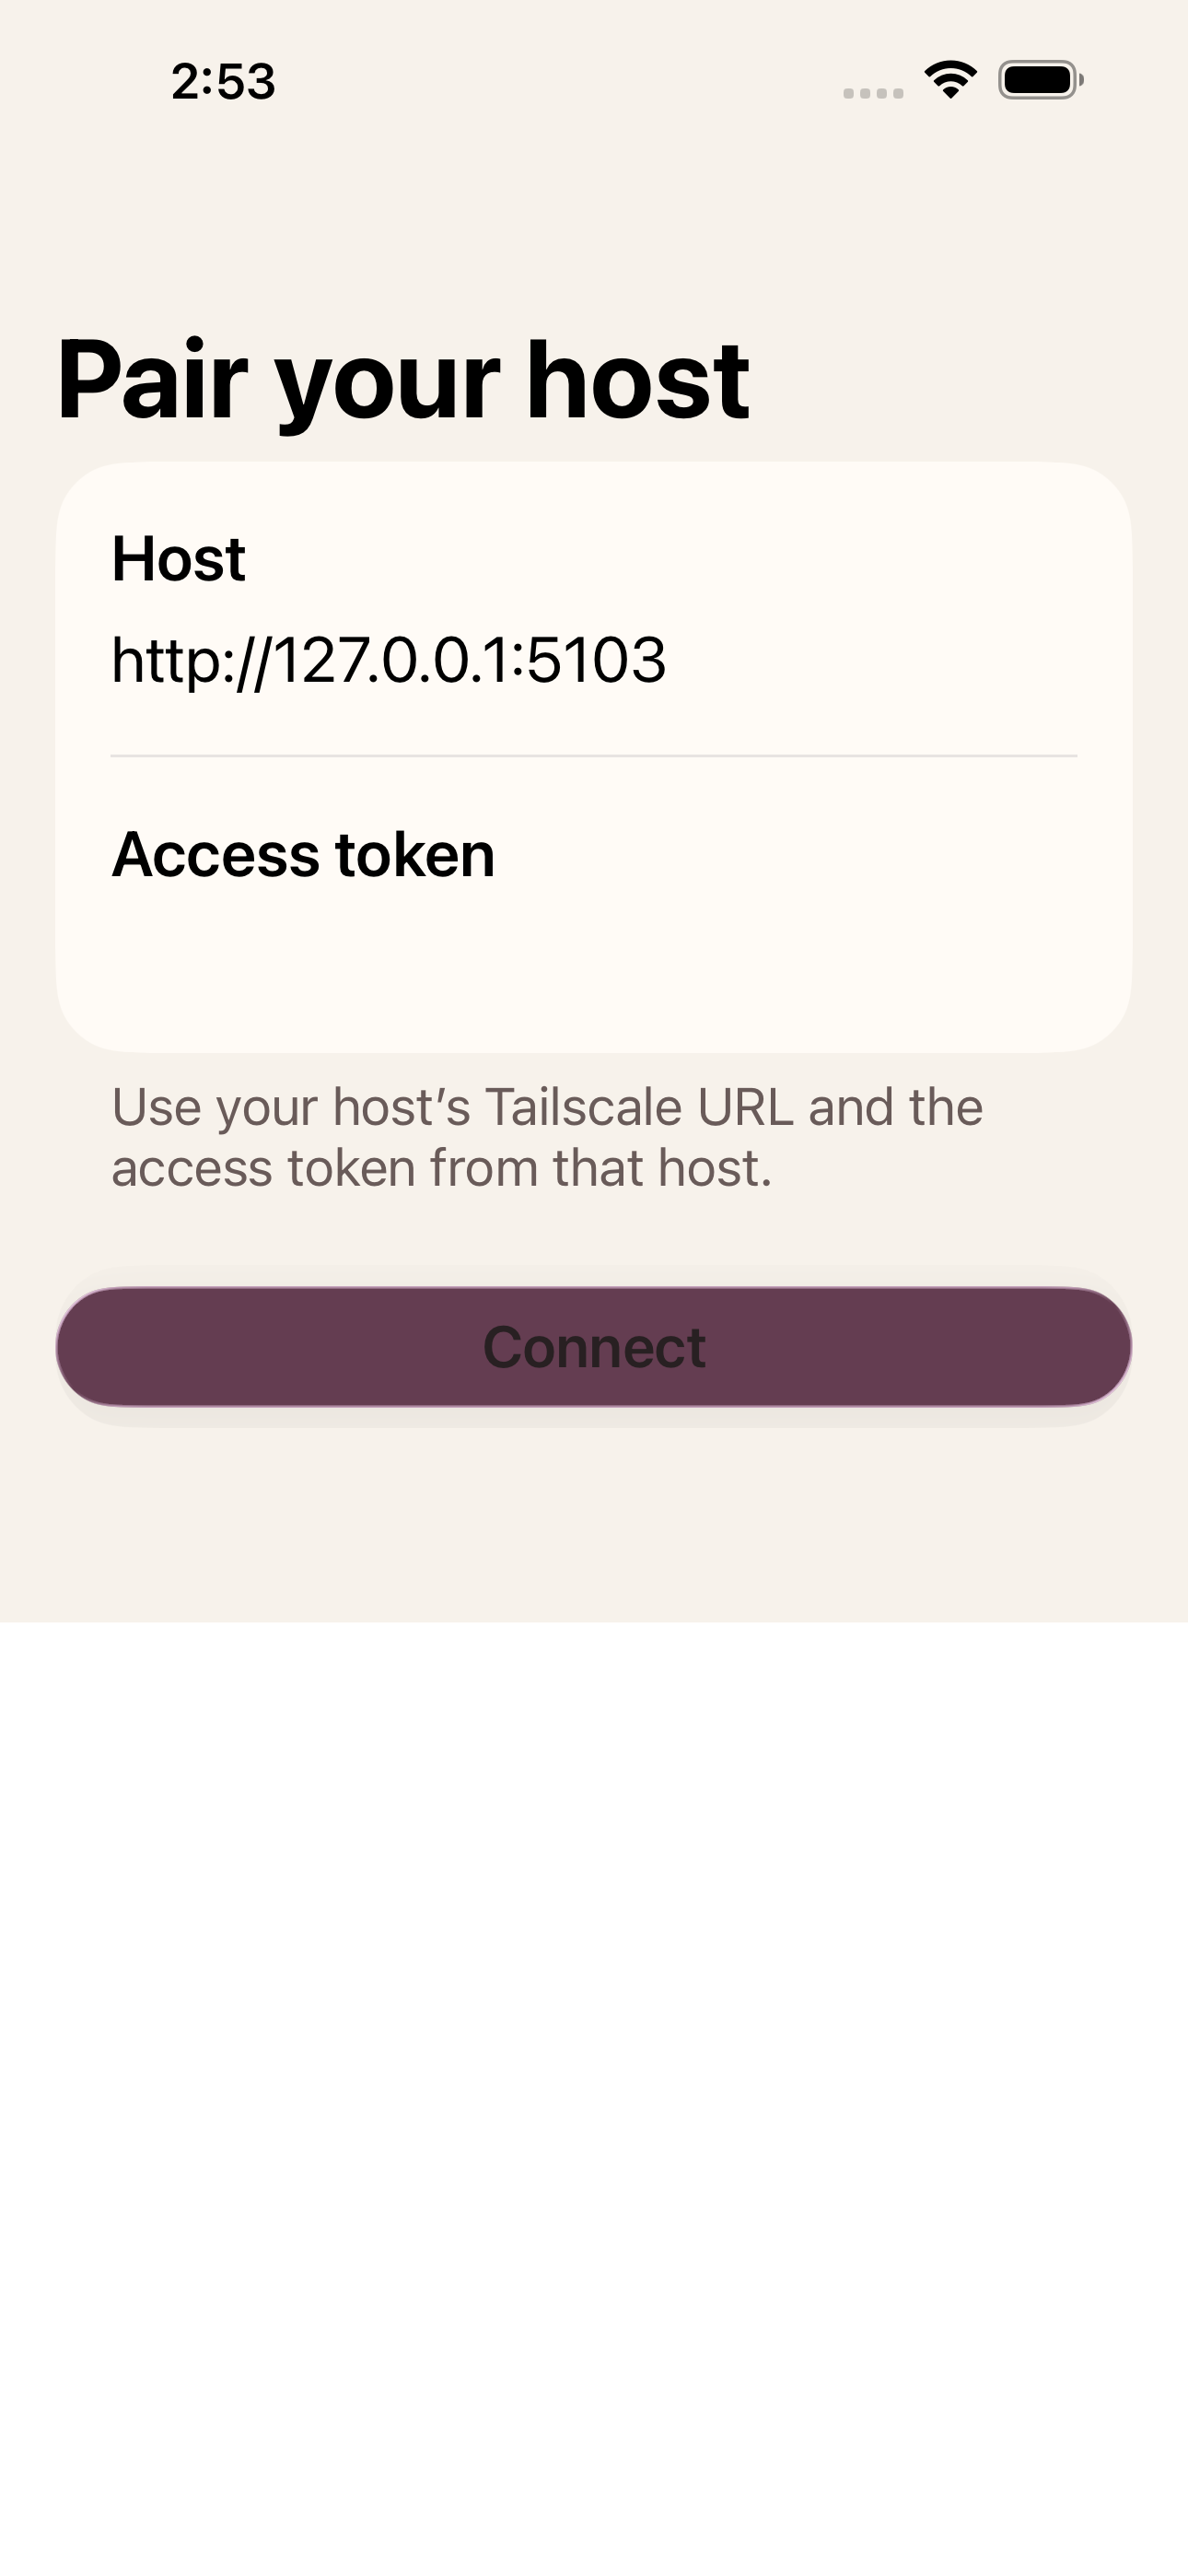 2:53
Pair your host
Host
http://127.0.0.1:5103
Access token
Use your host’s Tailscale URL and the
access token from that host.
Connect